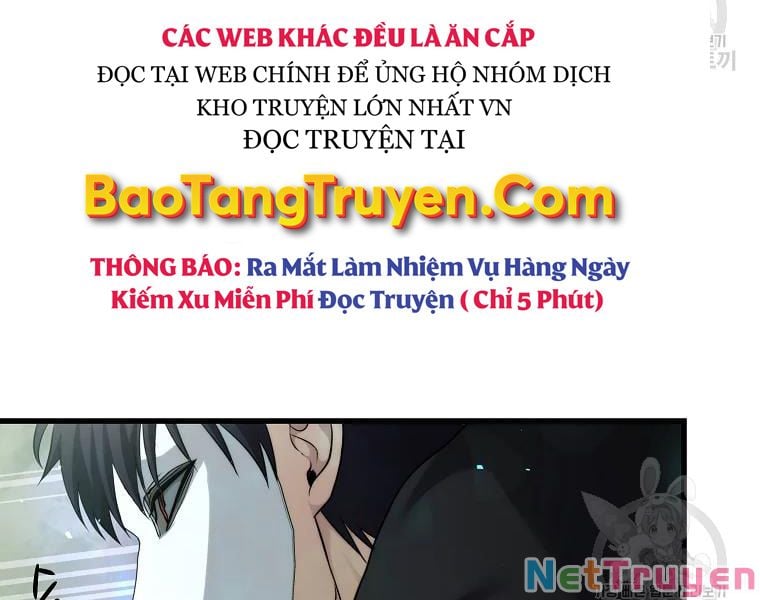 CÁC WEB KHÁC ĐỀU LÀ ĂN CẮP
ĐỌC TẠI WEB CHÍNH ĐỂ ỦNG HỘ NHÓM DỊCH
KHO TRUYỆN LỚN NHẤT VN
ĐỌC TRUYỆN TẠI
BaoTangTruyen.Com
THÔNG BÁO: Ra Mắt Làm Nhiệm Vụ Hàng Ngày
Kiếm Xu Miễn Phí Đọc Truyện ( Chỉ 5 Phút)
NetTruyen